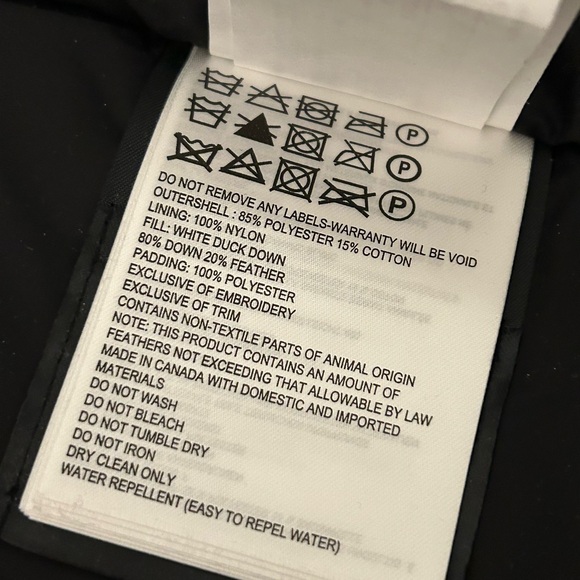 P
P
P
DO NOT REMOVE ANY LABELS-WARRANTY WILL BE VOID
OUTERSHELL : 85% POLYESTER 15% COTTON
LINING: 100% NYLON
FILL: WHITE DUCK DOWN
80% DOWN 20% FEATHER
PADDING: 100% POLYESTER
EXCLUSIVE OF EMBROIDERY
EXCLUSIVE OF TRIM
CONTAINS NON-TEXTILE PARTS OF ANIMAL ORIGIN
NOTE: THIS PRODUCT CONTAINS AN AMOUNT OF
FEATHERS NOT EXCEEDING THAT ALLOWABLE BY LAW
MADE IN CANADA WITH DOMESTIC AND IMPORTED
MATERIALS
DO NOT WASH
DO NOT BLEACH
DO NOT TUMBLE DRY
DO NOT IRON
DRY CLEAN ONLY
WATER REPELLENT (EASY TO REPEL WATER)